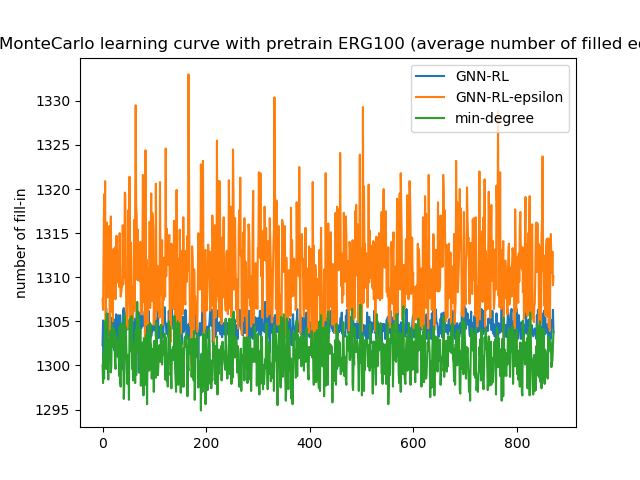 MonteCarlo learning curve with pretrain ERG100 (average number of filled
GNN-RL
GNN-RL-epsilon
min-degree
number of fill-in
1330
1325
1320
1315
1310
1305
1300
1295
0 200 400 600 800